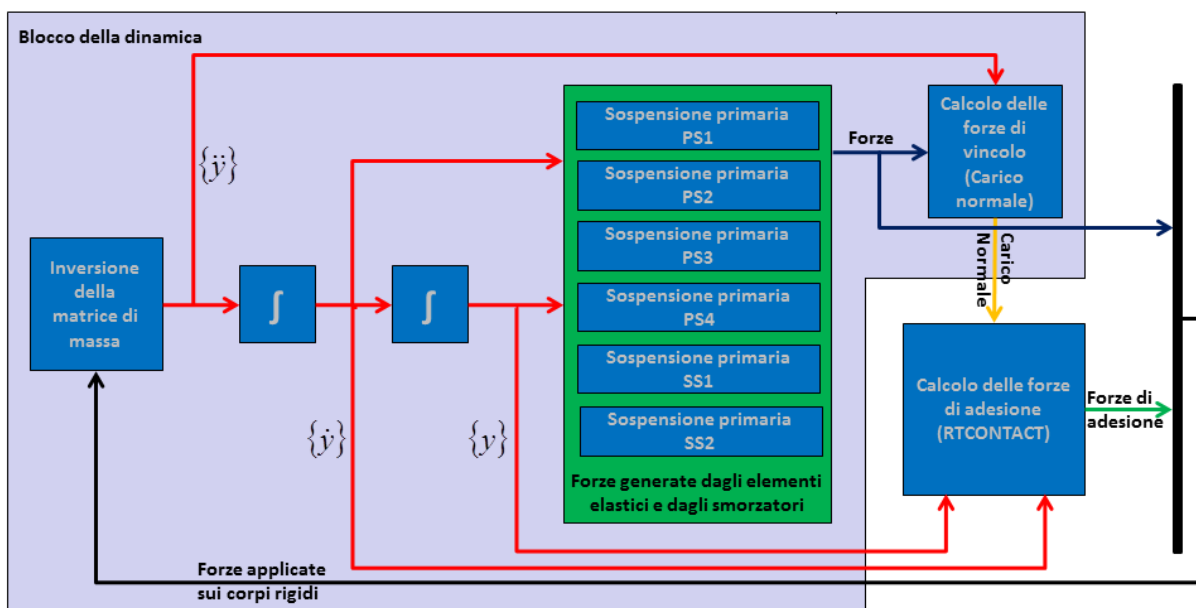 Blocco della dinamica
{ÿ}
Inversione
della
matrice di
massa
∫
∫
{ẏ}
{y}
Sospensione primaria
PS1
Sospensione primaria
PS2
Sospensione primaria
PS3
Sospensione primaria
PS4
Sospensione primaria
SS1
Sospensione primaria
SS2
Forze generate dagli elementi
elastici e dagli smorzatori
Forze
Calcolo delle
forze di
vincolo
(Carico
normale)
Carico
Normale
Calcolo delle forze
di adesione
(RTCONTACT)
Forze di
adesione
Forze applicate
sui corpi rigidi